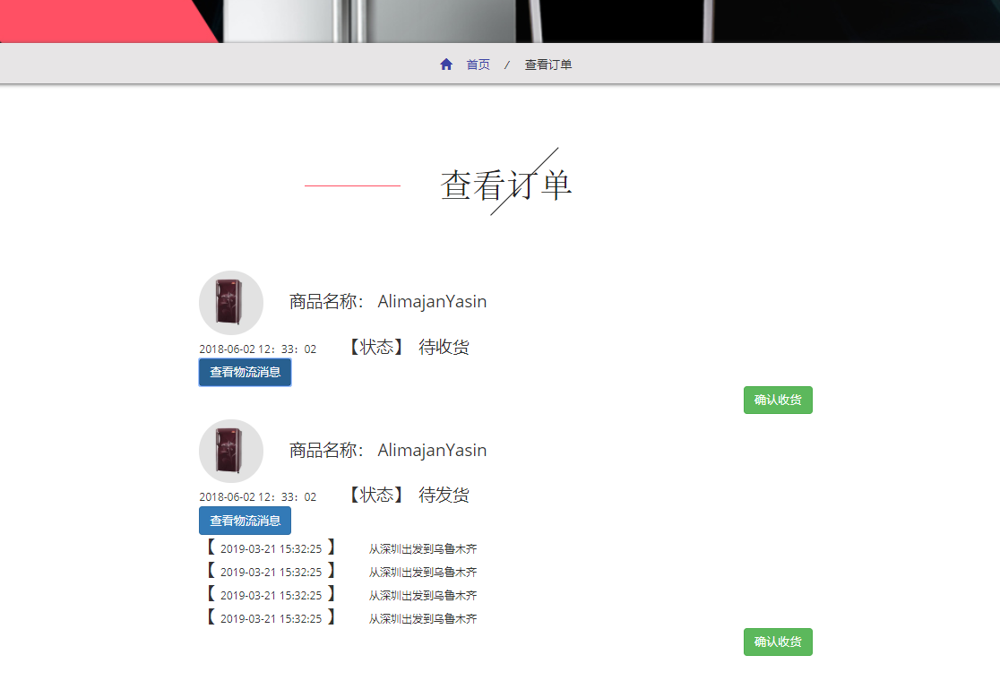 首页 / 查看订单
查看订单
商品名称： AlimajanYasin
2018-06-02 12：33：02 【状态】 待收货
查看物流消息
确认收货
商品名称： AlimajanYasin
2018-06-02 12：33：02 【状态】 待发货
查看物流消息
【 2019-03-21 15:32:25 】 从深圳出发到乌鲁木齐
【 2019-03-21 15:32:25 】 从深圳出发到乌鲁木齐
【 2019-03-21 15:32:25 】 从深圳出发到乌鲁木齐
【 2019-03-21 15:32:25 】 从深圳出发到乌鲁木齐
确认收货